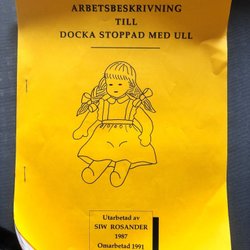 ARBETSBESKRIVNING
TILL
DOCKA STOPPAD MED ULL
Utarbetad av
SIW ROSANDER
1987
Omarbetad 1991